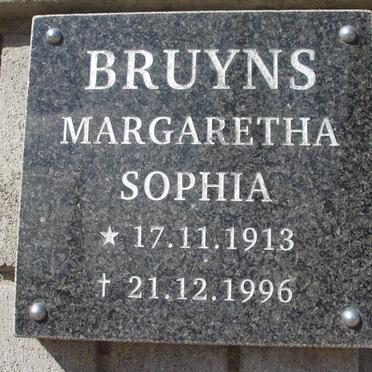 BRUYNS
MARGARETHA
SOPHIA
★ 17.11.1913
† 21.12.1996